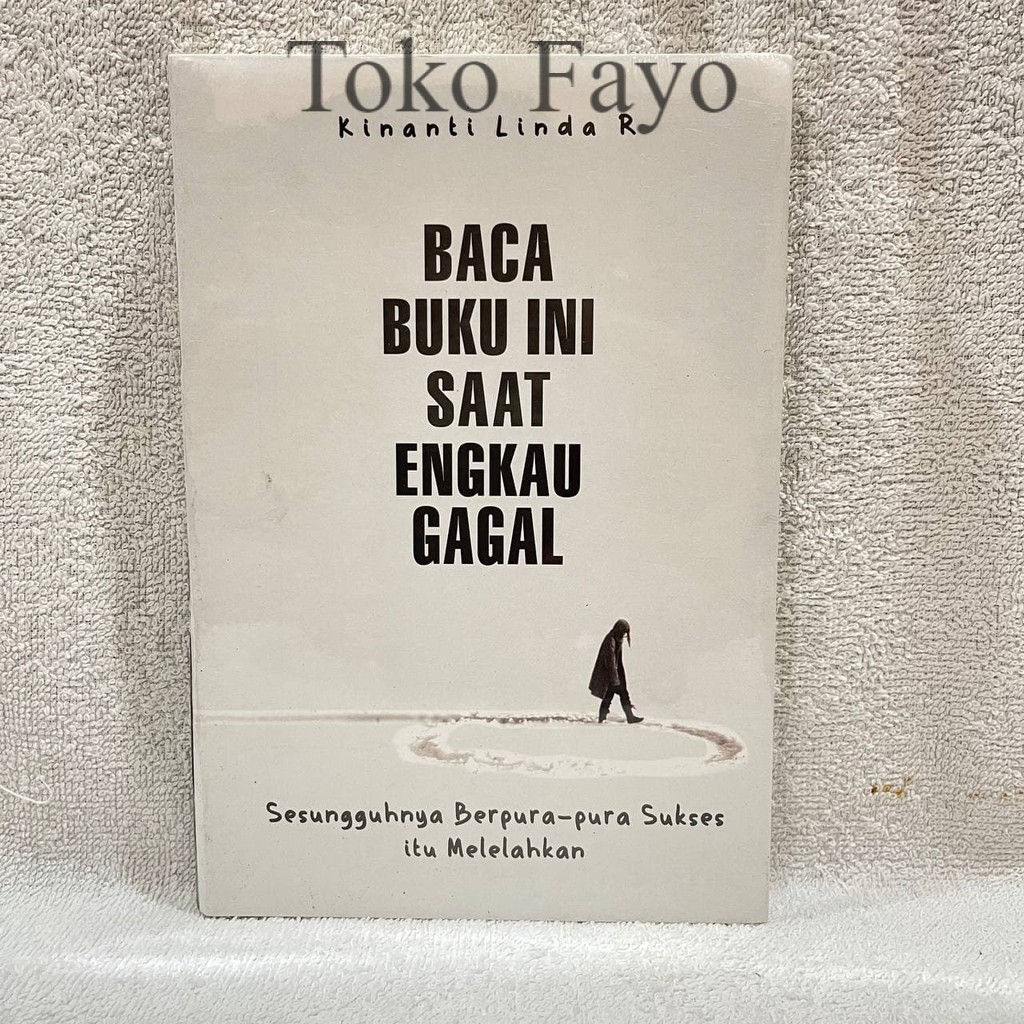 Toko Fayo
Kinanti Linda R
BACA
BUKU INI
SAAT
ENGKAU
GAGAL
Sesungguhnya Berpura-pura Sukses
itu Melelahkan